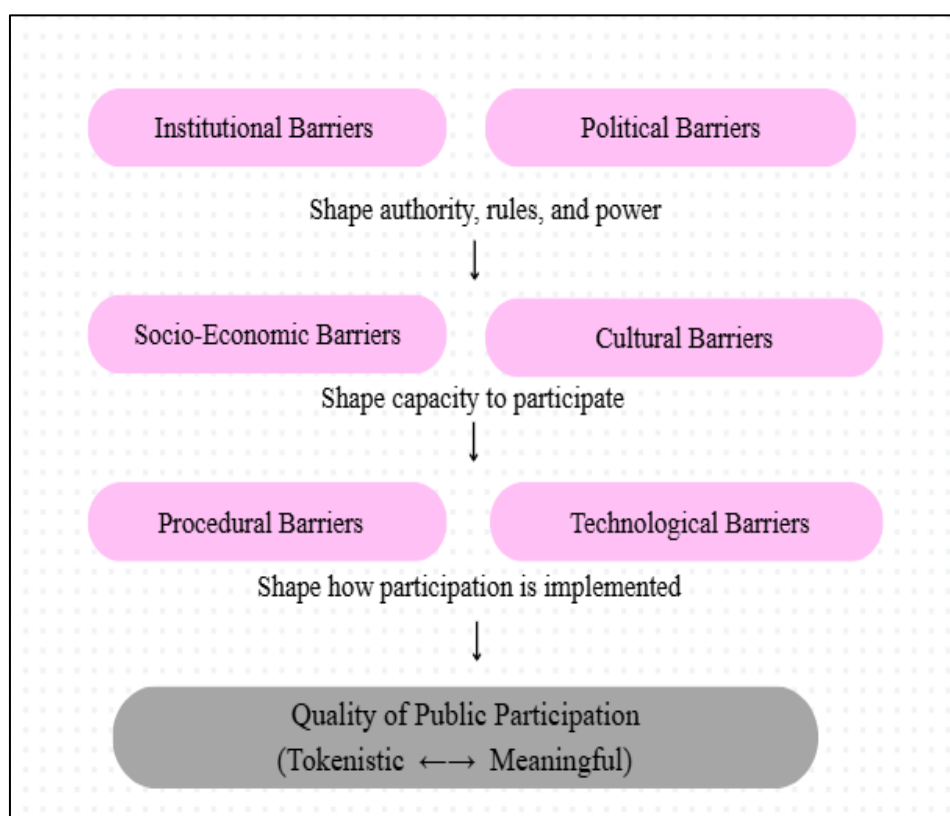 Institutional Barriers
Political Barriers
Shape authority, rules, and power
Socio-Economic Barriers
Cultural Barriers
Shape capacity to participate
Procedural Barriers
Technological Barriers
Shape how participation is implemented
Quality of Public Participation
(Tokenistic ←→ Meaningful)